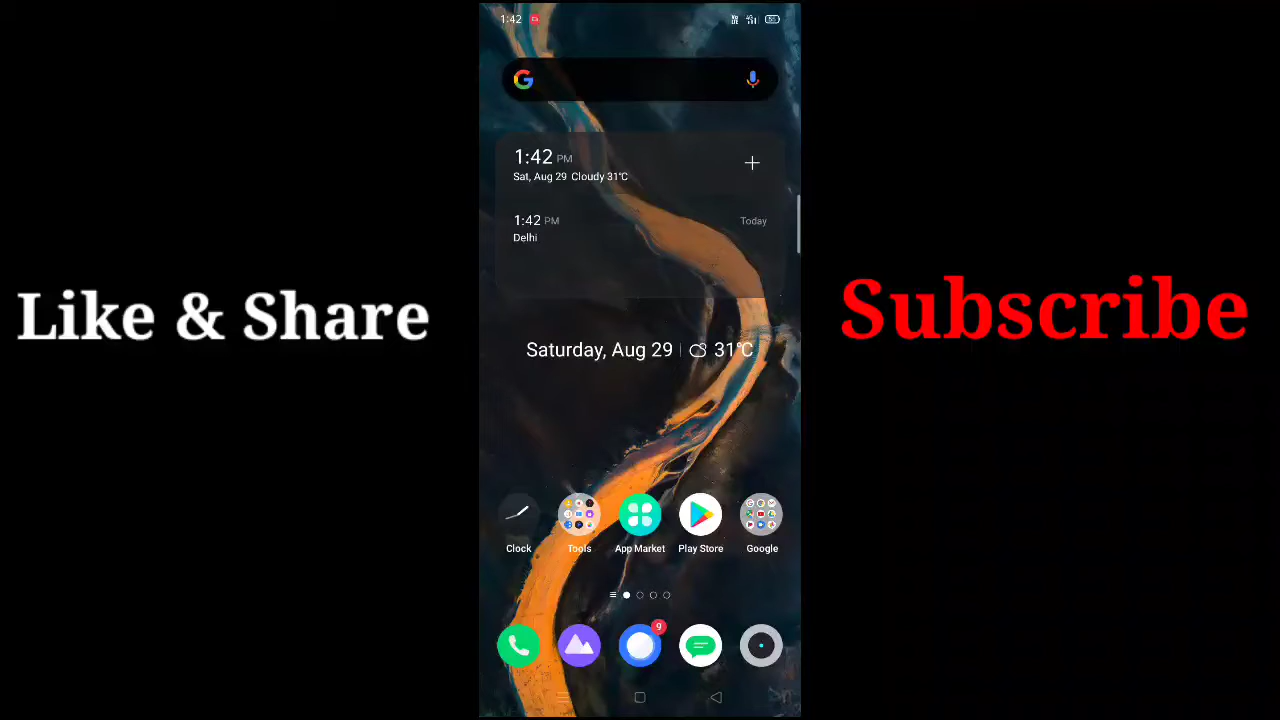 1:42
1:42 PM
Sat, Aug 29 Cloudy 31°C
1:42 PM Today
Delhi
Like & Share
Subscribe
Saturday, Aug 29 31°C
Clock Tools App Market Play Store Google
9